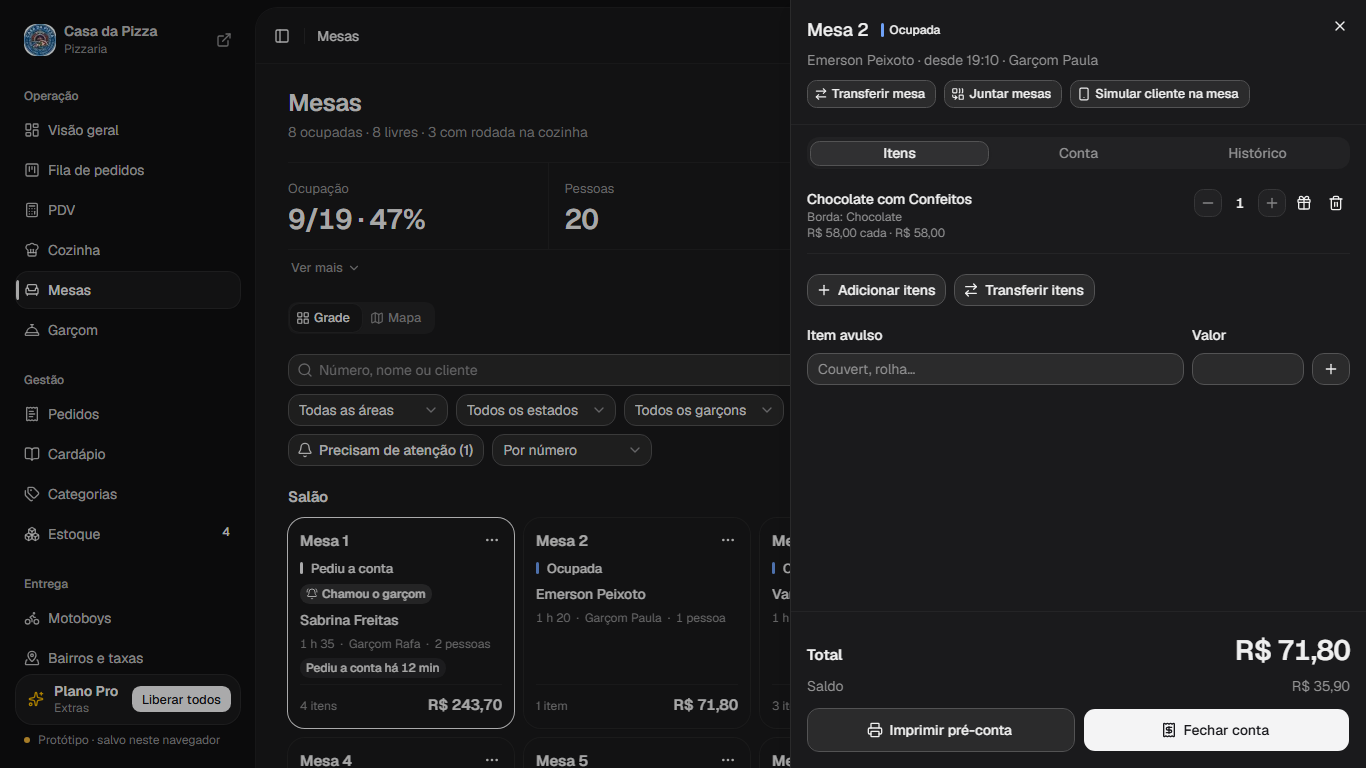 Casa da Pizza
Pizzaria
Operação
Visão geral
Fila de pedidos
PDV
Cozinha
Mesas
Garçom
Gestão
Pedidos
Cardápio
Categorias
Estoque 4
Entrega
Motoboys
Bairros e taxas
Plano Pro
Extras
Liberar todos
Protótipo · salvo neste navegador
Mesas
Mesas
8 ocupadas · 8 livres · 3 com rodada na cozinha
Ocupação
9/19 · 47%
Pessoas
20
Ver mais
Grade Mapa
Número, nome ou cliente
Todas as áreas Todos os estados Todos os garçons
Precisam de atenção (1) Por número
Salão
Mesa 1 ...
Pediu a conta
Chamou o garçom
Sabrina Freitas
1 h 35 · Garçom Rafa · 2 pessoas
Pediu a conta há 12 min
4 itens R$ 243,70
Mesa 2 ...
Ocupada
Emerson Peixoto
1 h 20 · Garçom Paula · 1 pessoa
1 item R$ 71,80
Mesa 4 ...
Mesa 5 ...
Mesa 2 Ocupada
Emerson Peixoto · desde 19:10 · Garçom Paula
Transferir mesa Juntar mesas Simular cliente na mesa
Itens Conta Histórico
Chocolate com Confeitos
Borda: Chocolate
R$ 58,00 cada · R$ 58,00
− 1 +
+ Adicionar itens Transferir itens
Item avulso Valor
Couvert, rolha... +
Total R$ 71,80
Saldo R$ 35,90
Imprimir pré-conta Fechar conta